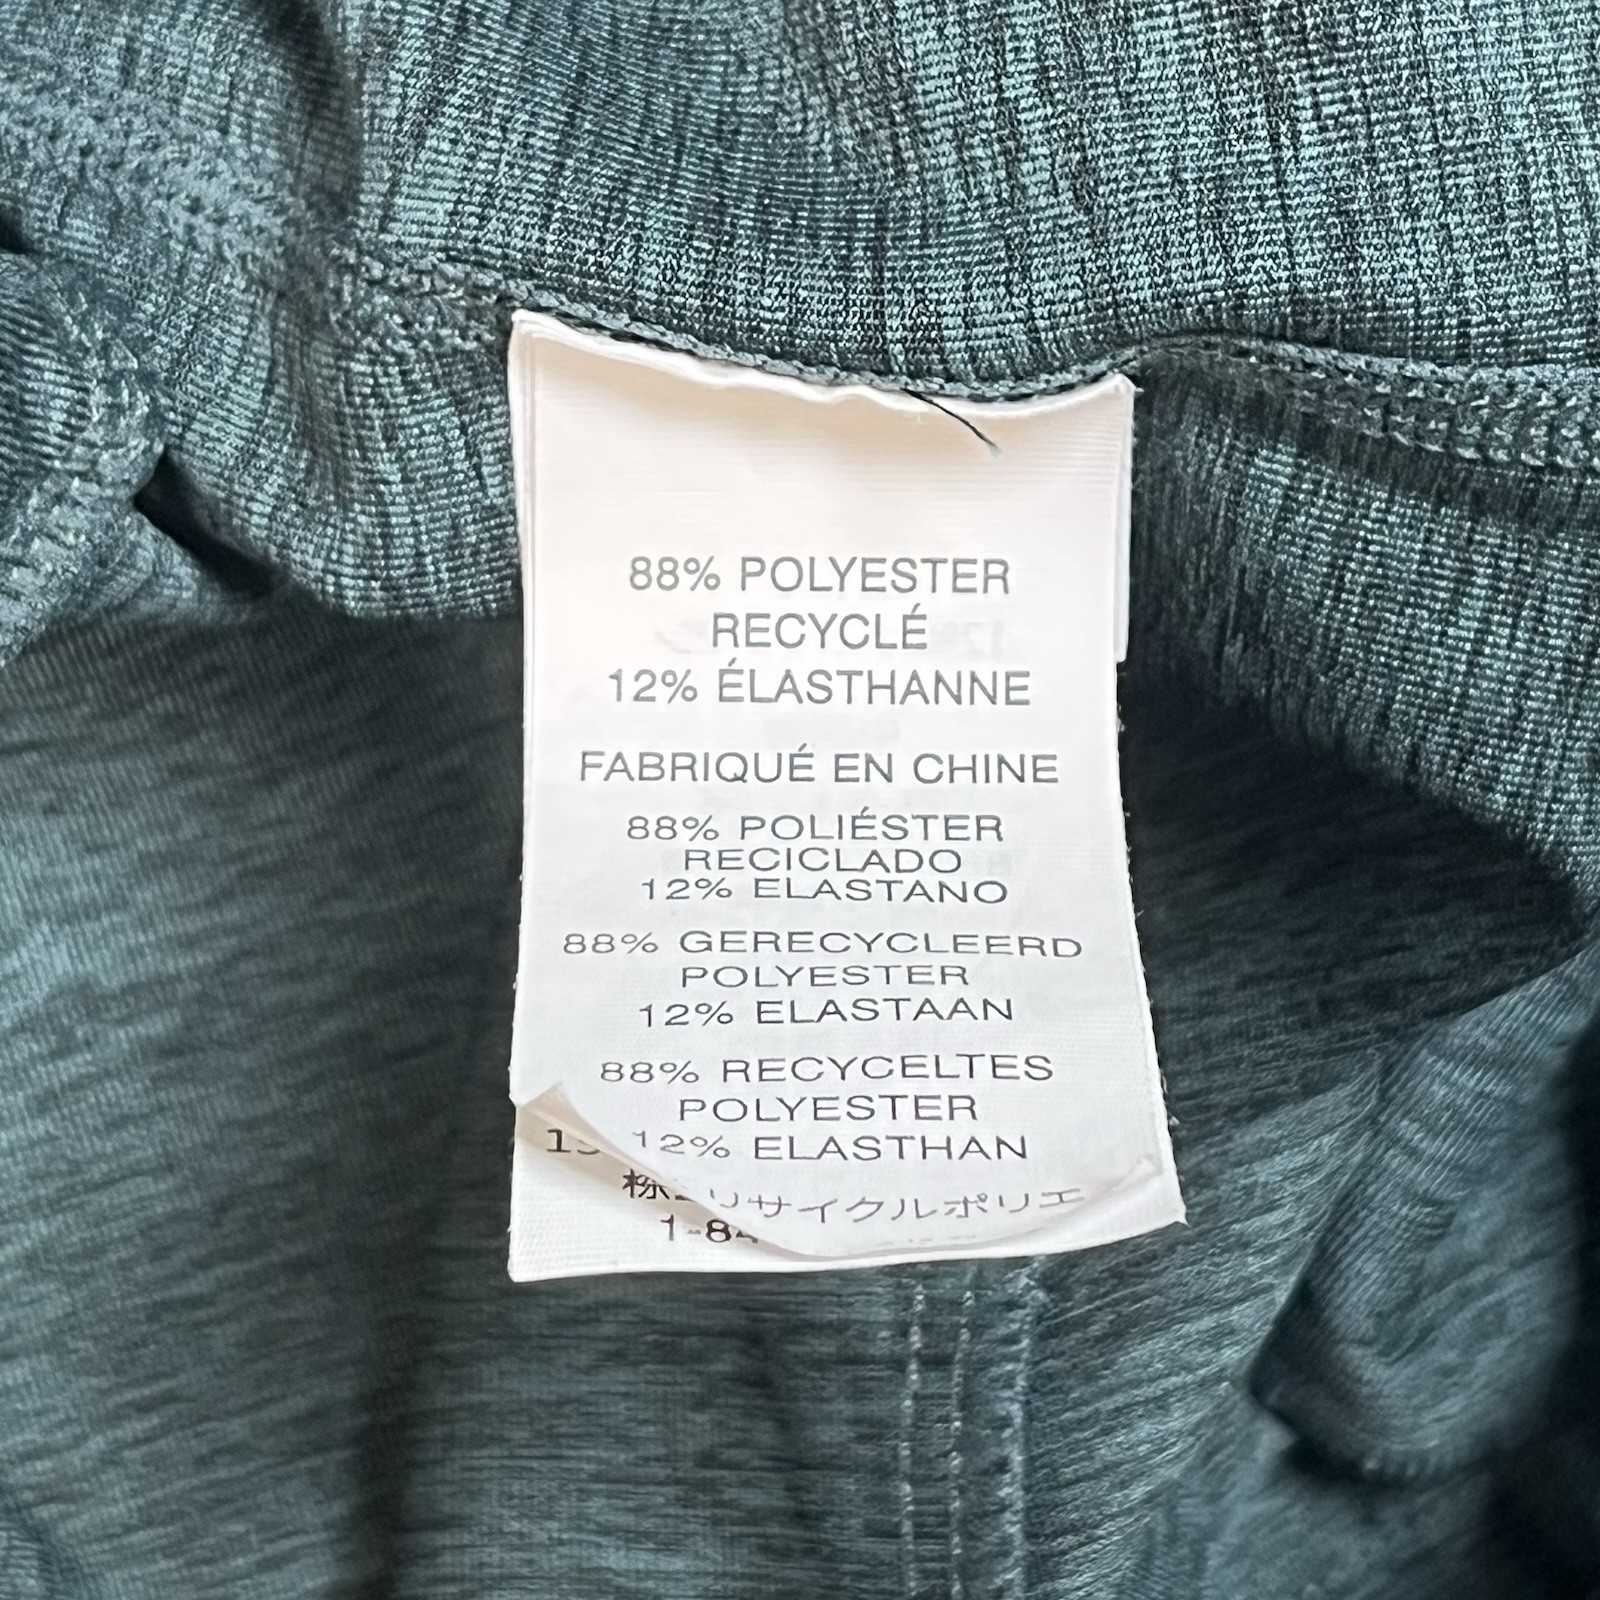 88% POLYESTER
RECYCLÉ
12% ÉLASTHANNE
FABRIQUÉ EN CHINE
88% POLIÉSTER
RECICLADO
12% ELASTANO
88% GERECYCLEERD
POLYESTER
12% ELASTAAN
88% RECYCELTES
POLYESTER
12% ELASTHAN
リサイクルポリエ